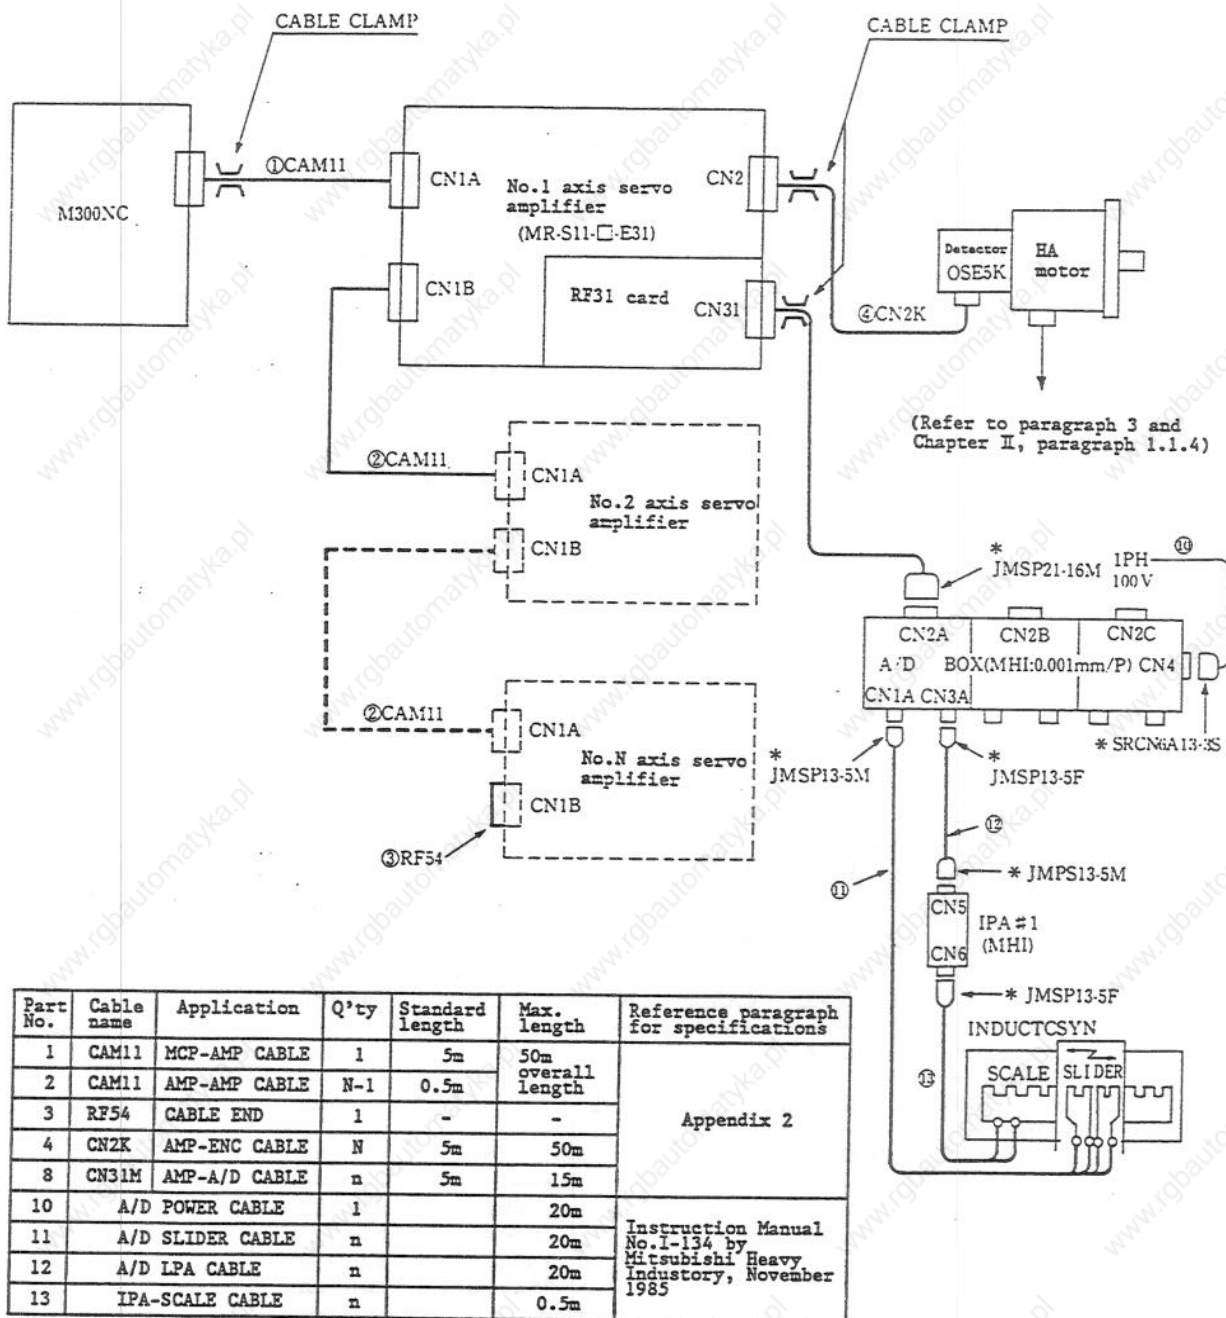 CABLE CLAMP
CABLE CLAMP
M300NC
①CAM11
CN1A
No.1 axis servo
amplifier
(MR-S11-□-E31)
CN2
CN1B
RF31 card
CN31
Detector
OSE5K
HA
motor
④CN2K
(Refer to paragraph 3 and
Chapter II, paragraph 1.1.4)
②CAM11
CN1A
No.2 axis servo
amplifier
CN1B
②CAM11
CN1A
No.N axis servo
amplifier
CN1B
③RF54
*
JMSP21-16M
1PH
100V
⑩
CN2A
CN2B
CN2C
A/D BOX(MHI:0.001mm/P) CN4
CN1A CN3A
*
JMSP13-5M
*
JMSP13-5F
* SRCN6A13-3S
⑫
⑪
* JMPS13-5M
CN5
IPA#1
(MHI)
CN6
* JMSP13-5F
INDUCTCSYN
⑬
SCALE
SLIDER
Part No. Cable name Application Q'ty Standard length Max. length Reference paragraph for specifications
1 CAM11 MCP-AMP CABLE 1 5m 50m overall length
2 CAM11 AMP-AMP CABLE N-1 0.5m
3 RF54 CABLE END 1 - - Appendix 2
4 CN2K AMP-ENC CABLE N 5m 50m
8 CN31M AMP-A/D CABLE n 5m 15m
10 A/D POWER CABLE 1 20m
11 A/D SLIDER CABLE n 20m
12 A/D LPA CABLE n 20m
13 IPA-SCALE CABLE n 0.5m
Instruction Manual
No.I-134 by
Mitsubishi Heavy
Industory, November
1985
www.rgbautomatyka.pl